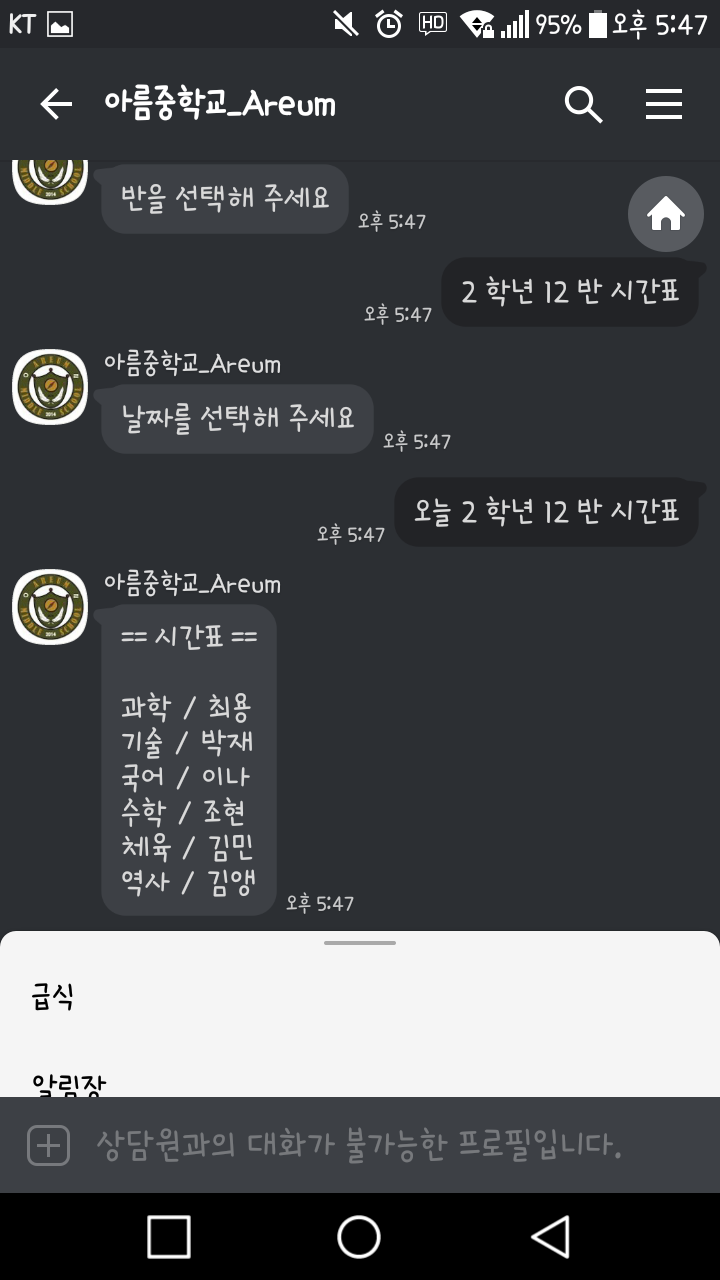 KT HD 95% 오후 5:47
아름중학교_Areum
반을 선택해 주세요
오후 5:47
2 학년 12 반 시간표
오후 5:47
아름중학교_Areum
날짜를 선택해 주세요
오후 5:47
오늘 2 학년 12 반 시간표
오후 5:47
AREUM
MIDDLE SCHOOL
2014
아름중학교_Areum
== 시간표 ==
과학 / 최용
기술 / 박재
국어 / 이나
수학 / 조현
체육 / 김민
역사 / 김앵
오후 5:47
급식
알림장
상담원과의 대화가 불가능한 프로필입니다.